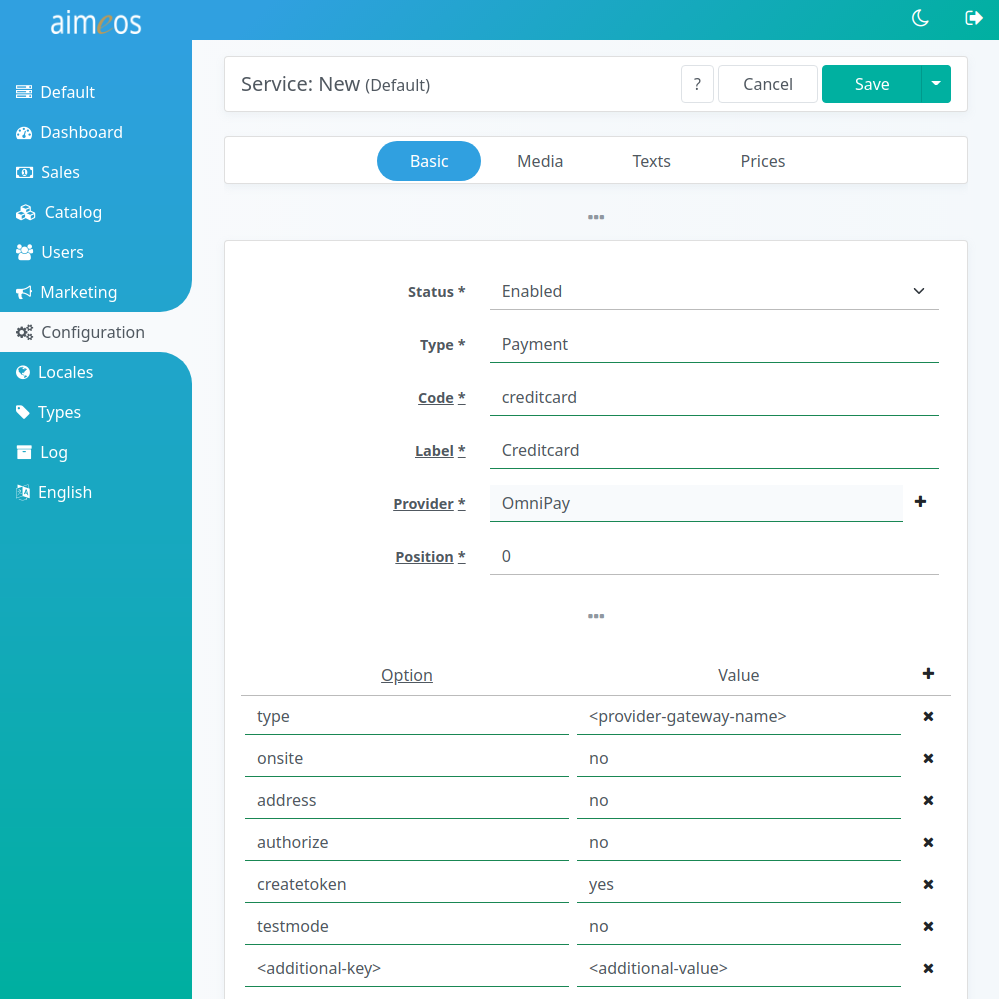 aimeos
Default
Dashboard
Sales
Catalog
Users
Marketing
Configuration
Locales
Types
Log
English
Service: New (Default)
?
Cancel
Save
Basic
Media
Texts
Prices
Status * Enabled
Type * Payment
Code * creditcard
Label * Creditcard
Provider * OmniPay
Position * 0
Option Value
type <provider-gateway-name>
onsite no
address no
authorize no
createtoken yes
testmode no
<additional-key> <additional-value>